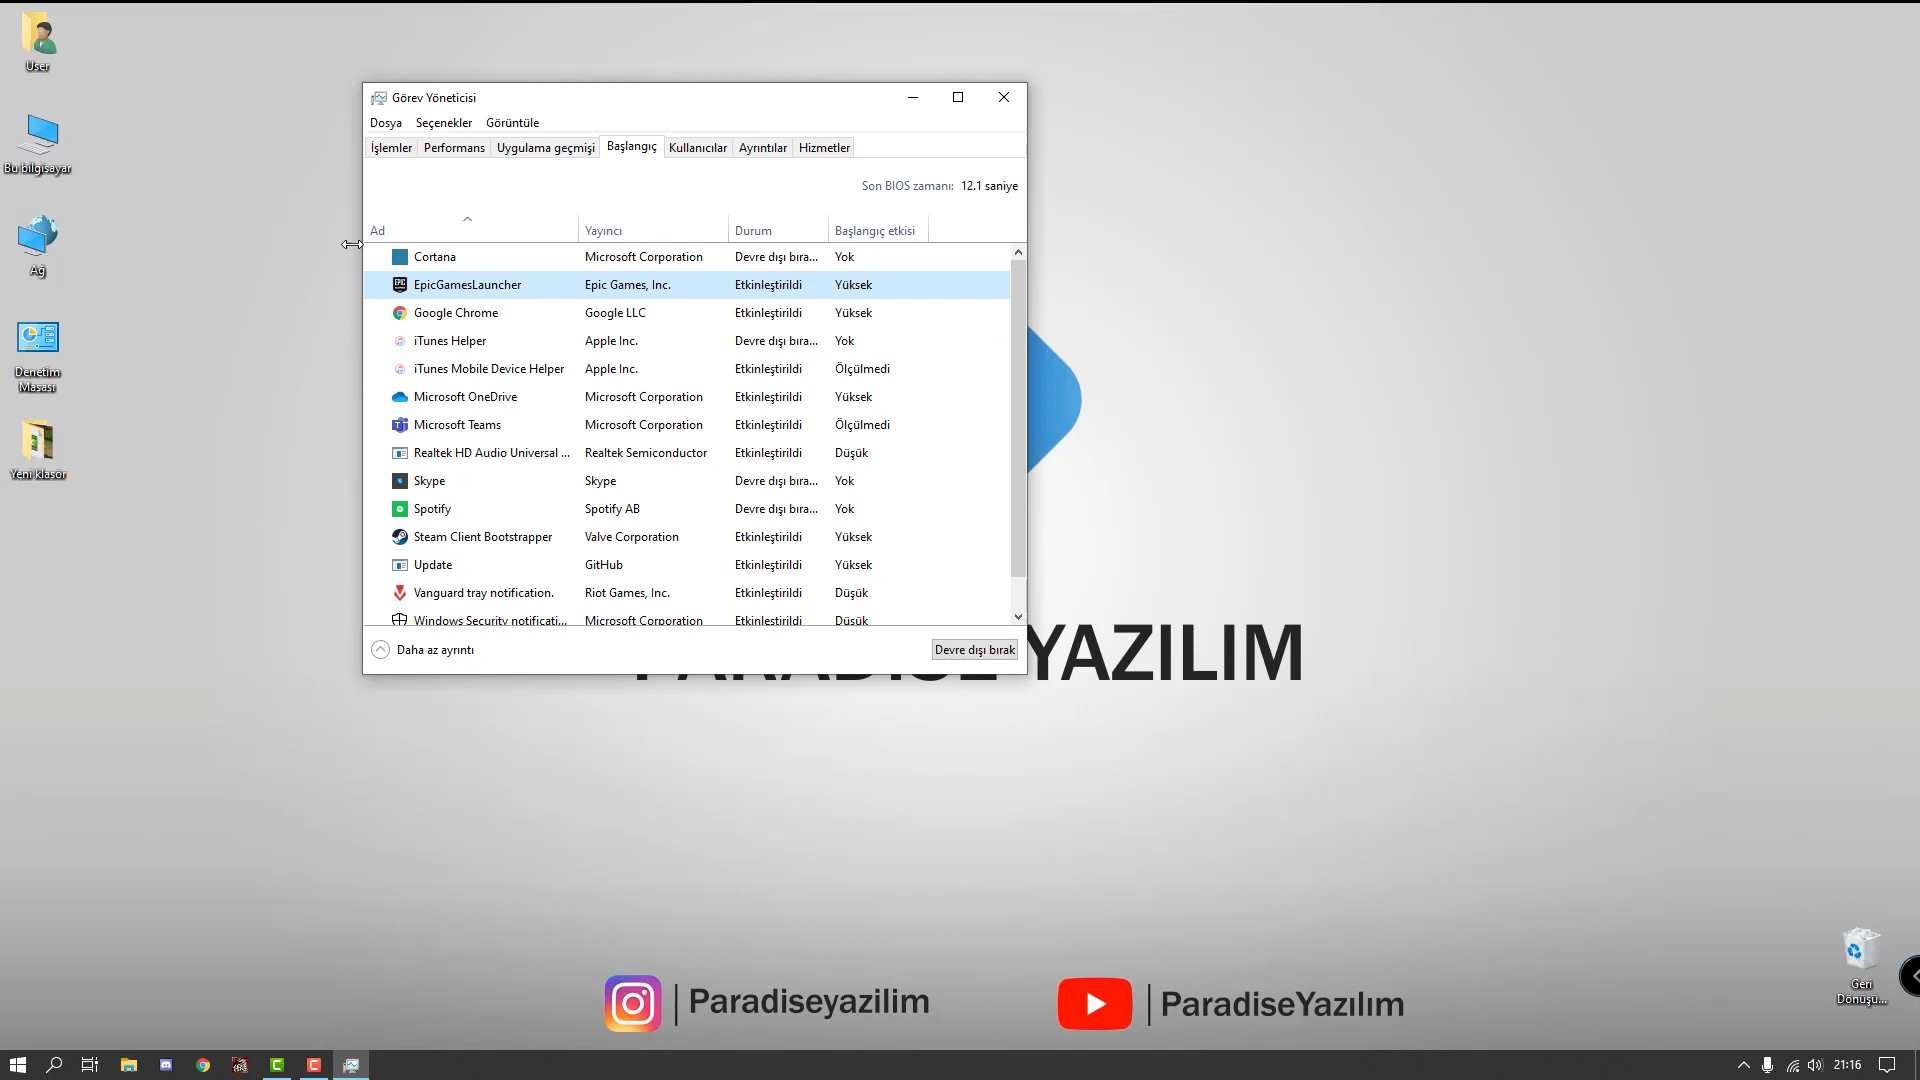 User
Bu bilgisayar
Ağ
Denetim
Masası
Yeni klasör
Görev Yöneticisi
Dosya Seçenekler Görüntüle
İşlemler Performans Uygulama geçmişi Başlangıç Kullanıcılar Ayrıntılar Hizmetler
Son BIOS zamanı: 12.1 saniye
Ad Yayıncı Durum Başlangıç etkisi
Cortana Microsoft Corporation Devre dışı bıra... Yok
EpicGamesLauncher Epic Games, Inc. Etkinleştirildi Yüksek
Google Chrome Google LLC Etkinleştirildi Yüksek
iTunes Helper Apple Inc. Devre dışı bıra... Yok
iTunes Mobile Device Helper Apple Inc. Etkinleştirildi Ölçülmedi
Microsoft OneDrive Microsoft Corporation Etkinleştirildi Yüksek
Microsoft Teams Microsoft Corporation Etkinleştirildi Ölçülmedi
Realtek HD Audio Universal ... Realtek Semiconductor Etkinleştirildi Düşük
Skype Skype Devre dışı bıra... Yok
Spotify Spotify AB Devre dışı bıra... Yok
Steam Client Bootstrapper Valve Corporation Etkinleştirildi Yüksek
Update GitHub Etkinleştirildi Yüksek
Vanguard tray notification. Riot Games, Inc. Etkinleştirildi Düşük
Windows Security notificati... Microsoft Corporation Etkinleştirildi Düşük
Daha az ayrıntı Devre dışı bırak
YAZILIM
Paradiseyazilim
ParadiseYazılım
Geri
Dönüşü...
21:16